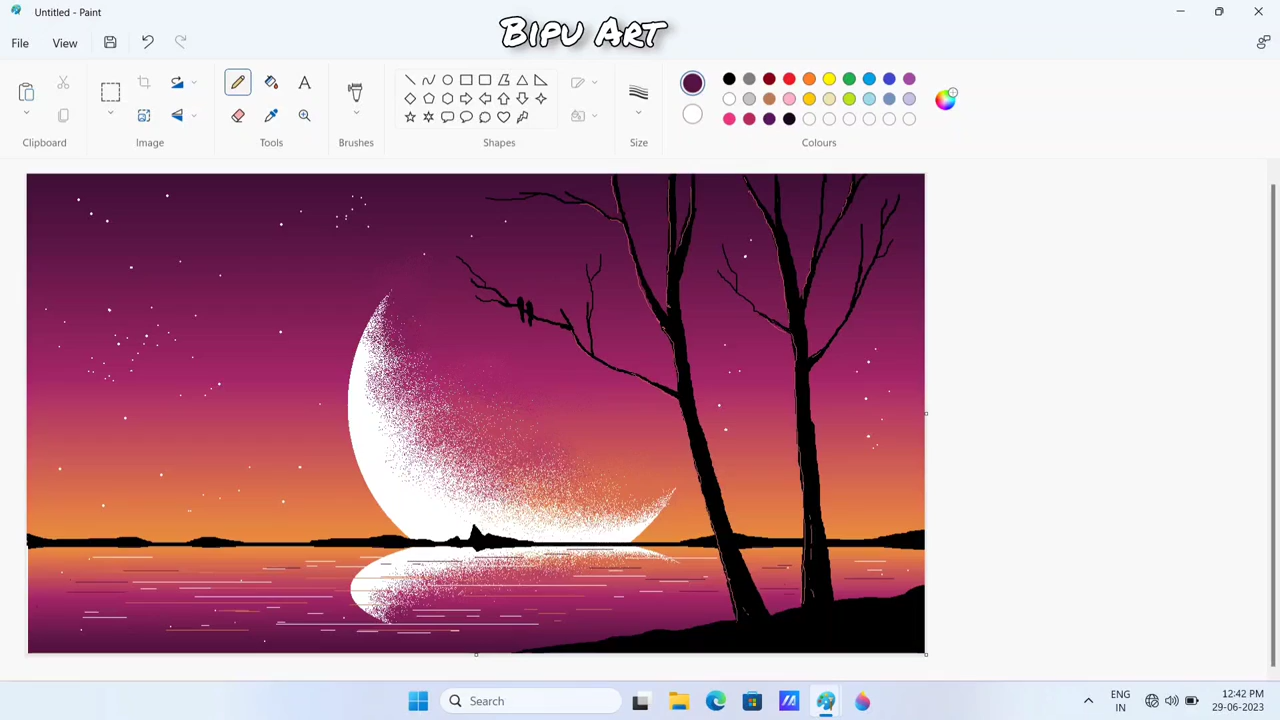 Untitled - Paint
Bipu Art
File
View
Clipboard
Image
Tools
Brushes
Shapes
Size
Colours
Search
ENG
IN
12:42 PM
29-06-2023